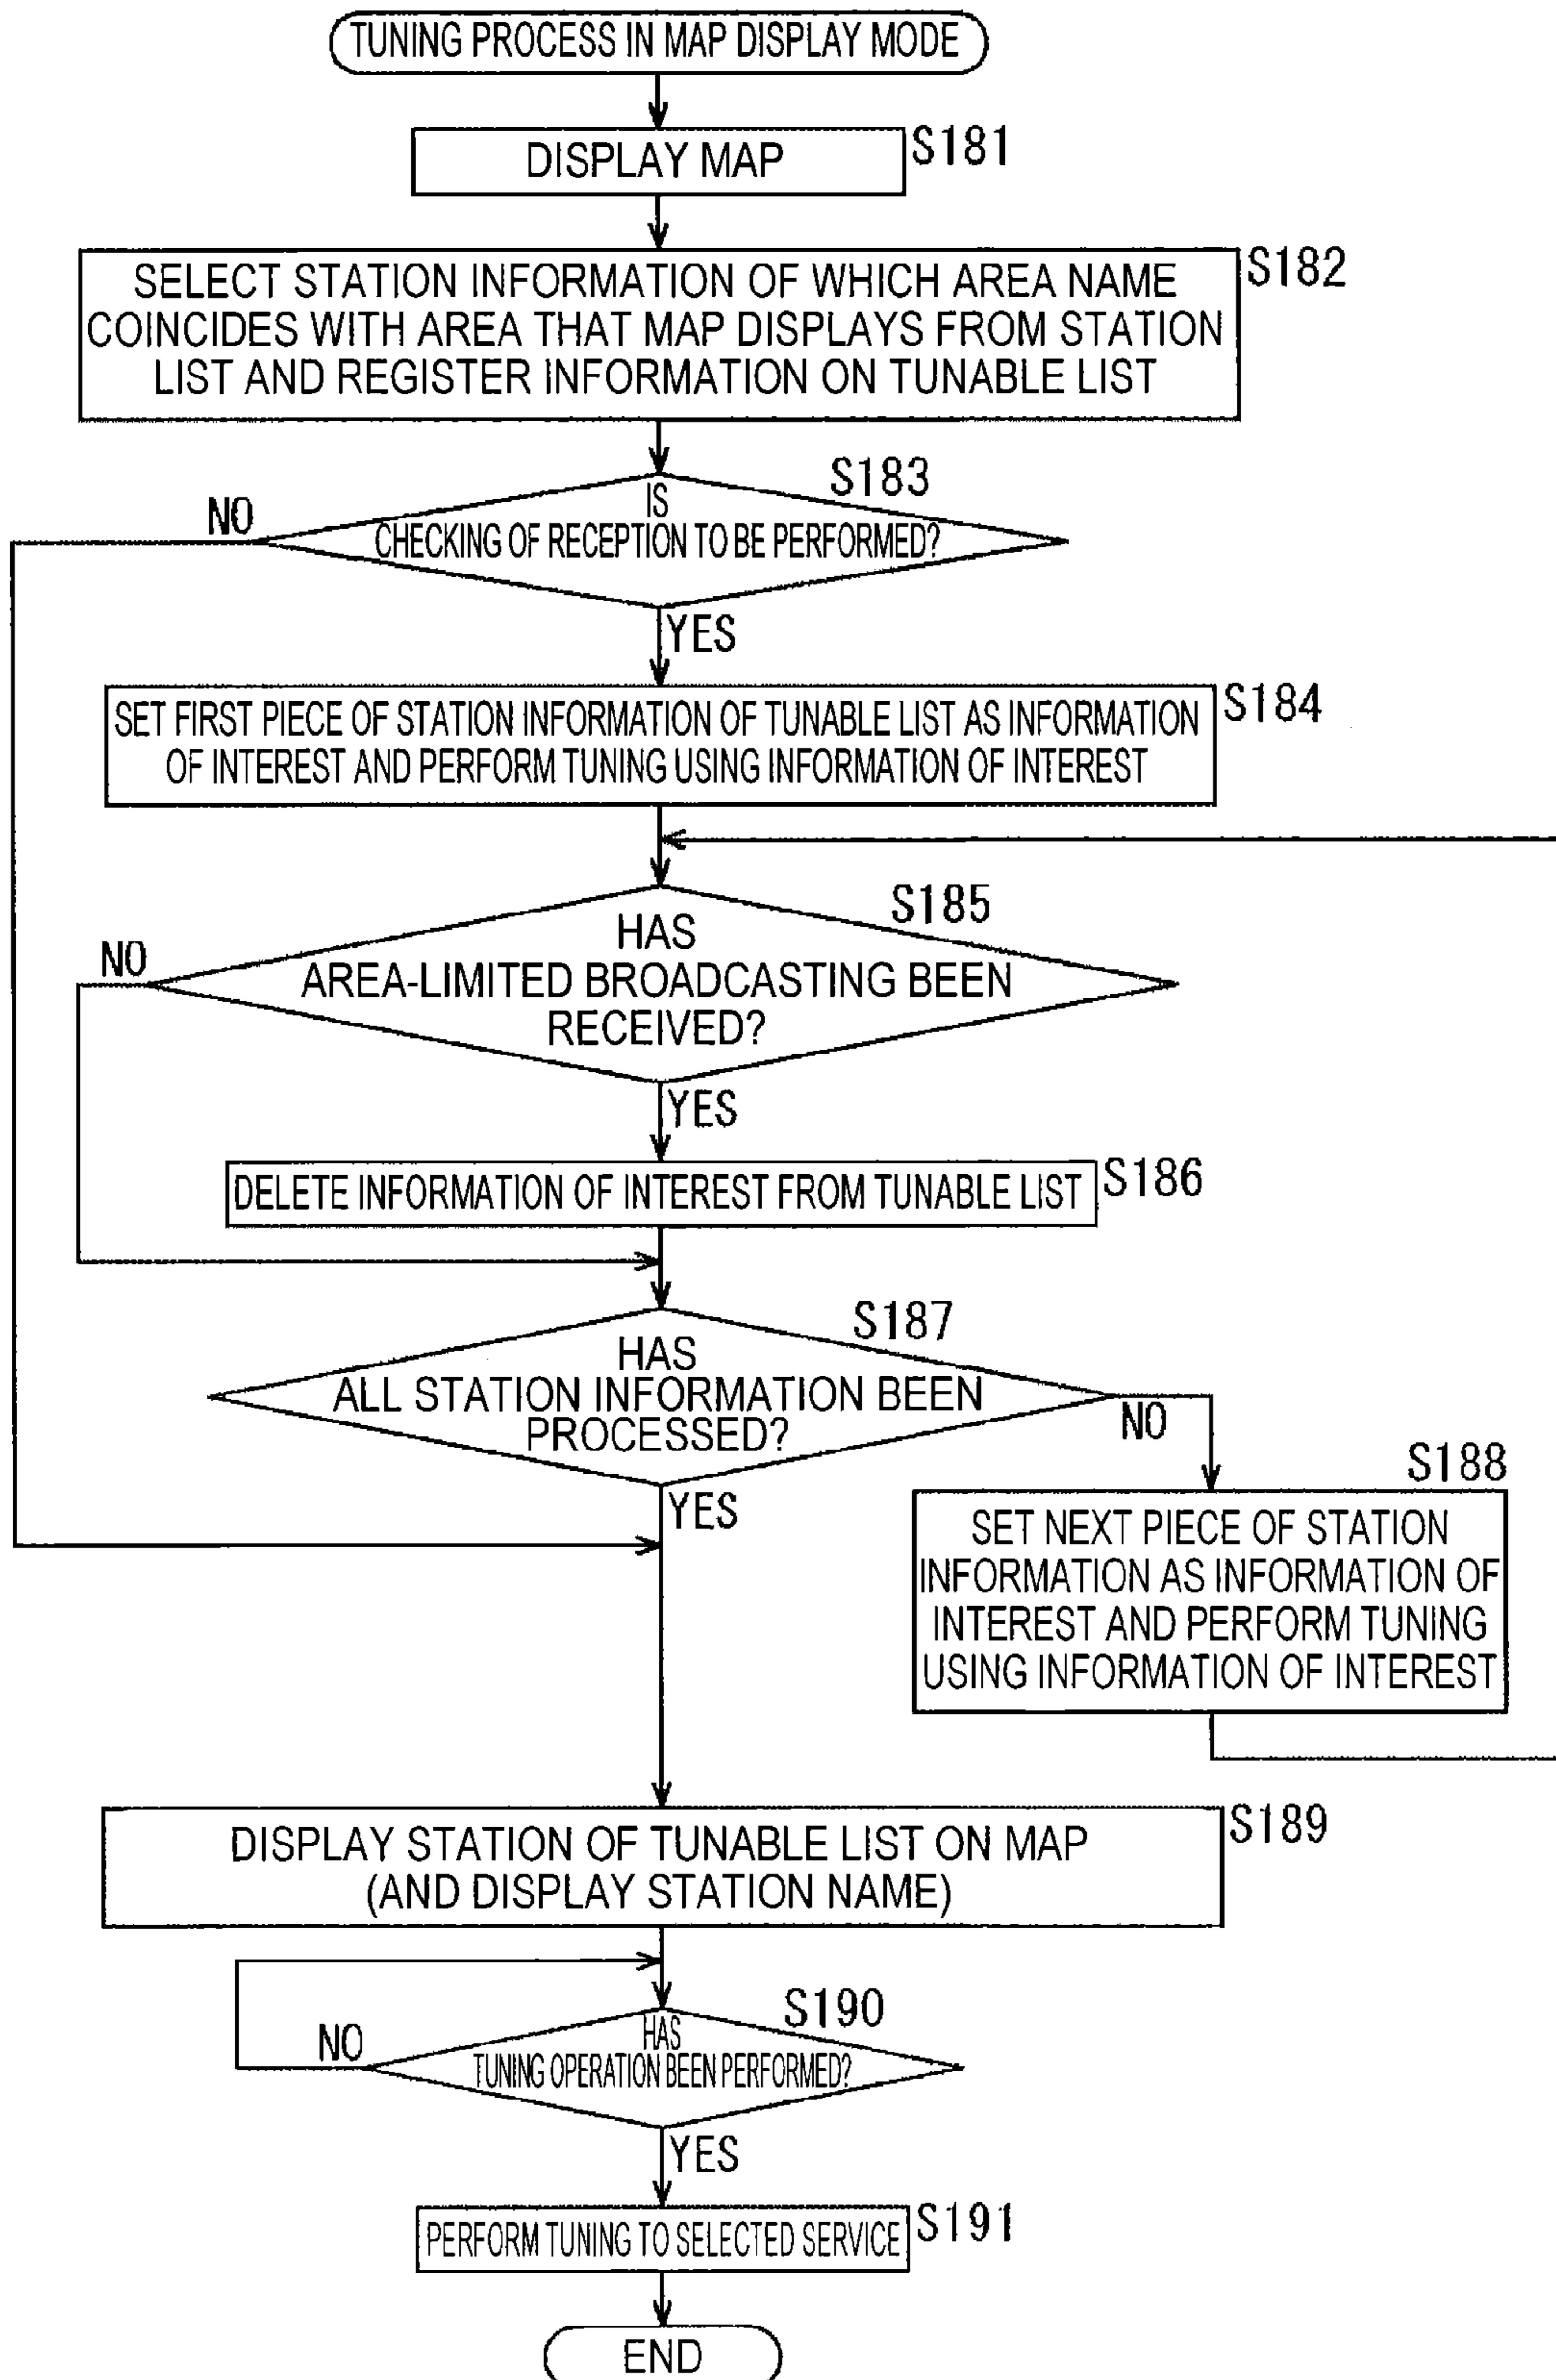 TUNING PROCESS IN MAP DISPLAY MODE
DISPLAY MAP
S181
SELECT STATION INFORMATION OF WHICH AREA NAME
COINCIDES WITH AREA THAT MAP DISPLAYS FROM STATION
LIST AND REGISTER INFORMATION ON TUNABLE LIST
S182
S183
NO
IS
CHECKING OF RECEPTION TO BE PERFORMED?
YES
SET FIRST PIECE OF STATION INFORMATION OF TUNABLE LIST AS INFORMATION
OF INTEREST AND PERFORM TUNING USING INFORMATION OF INTEREST
S184
S185
NO
HAS
AREA-LIMITED BROADCASTING BEEN
RECEIVED?
YES
DELETE INFORMATION OF INTEREST FROM TUNABLE LIST
S186
S187
HAS
ALL STATION INFORMATION BEEN
PROCESSED?
NO
YES
S188
SET NEXT PIECE OF STATION
INFORMATION AS INFORMATION OF
INTEREST AND PERFORM TUNING
USING INFORMATION OF INTEREST
DISPLAY STATION OF TUNABLE LIST ON MAP
(AND DISPLAY STATION NAME)
S189
S190
NO
HAS
TUNING OPERATION BEEN PERFORMED?
YES
PERFORM TUNING TO SELECTED SERVICE
S191
END